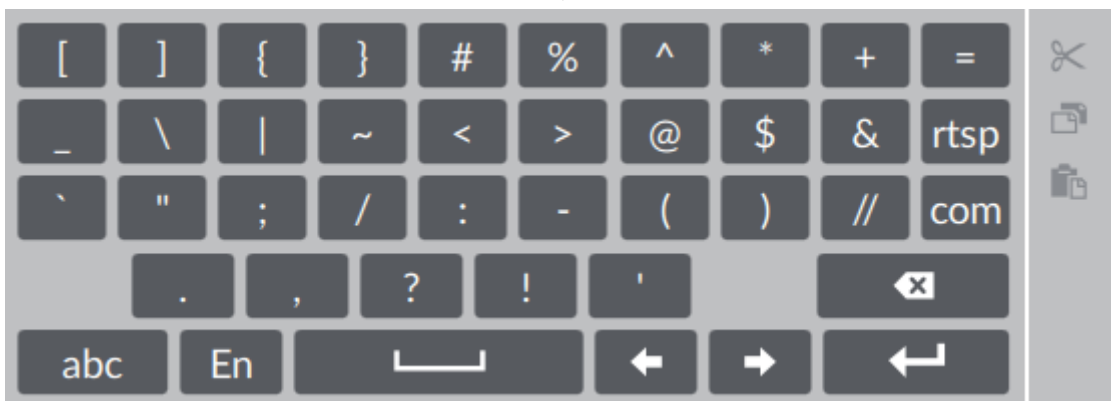 [ ] { } # % ^ * + =
_ \ | ~ < > @ $ & rtsp
` " ; / : - ( ) // com
. , ? ! '
abc En